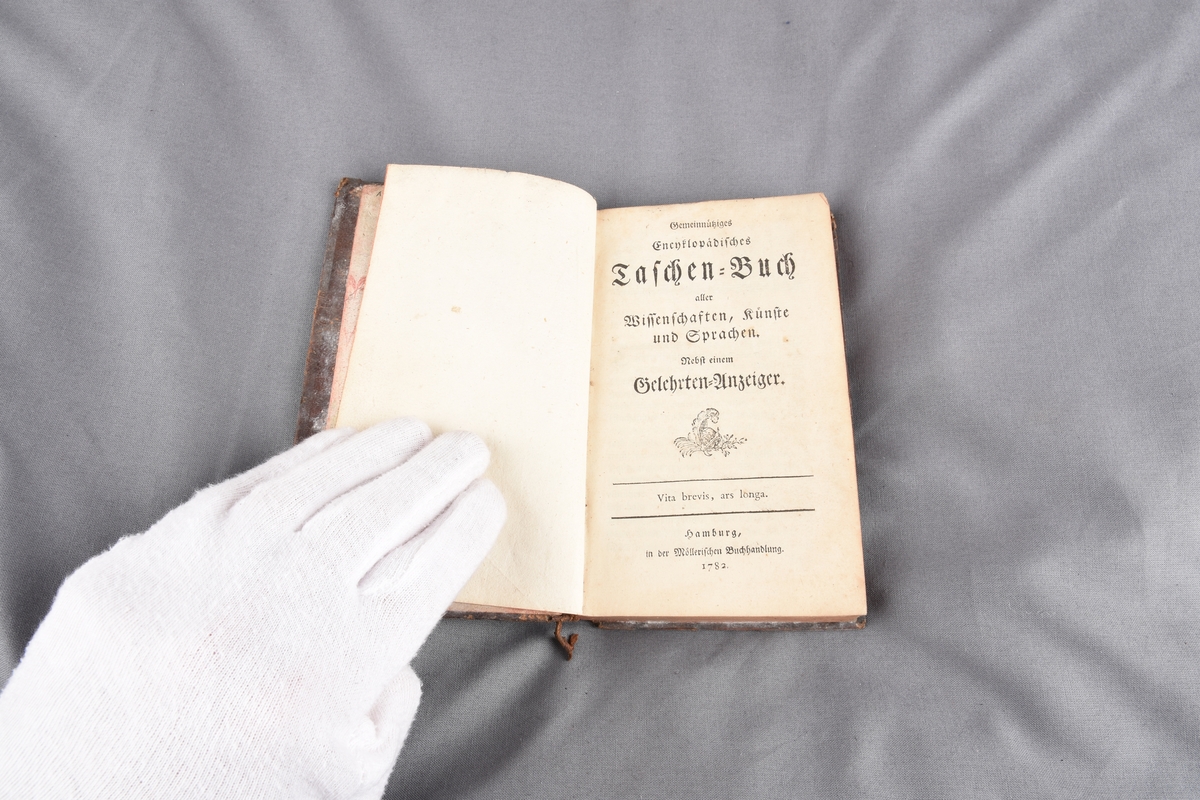 Gemeinnütziges
Encyklopädisches
Taschen-Buch
aller
Wissenschaften, Künste
und Sprachen.
Nebst einem
Gelehrten-Anzeiger.
Vita brevis, ars longa.
Hamburg,
in der Möllerischen Buchhandlung.
1782.